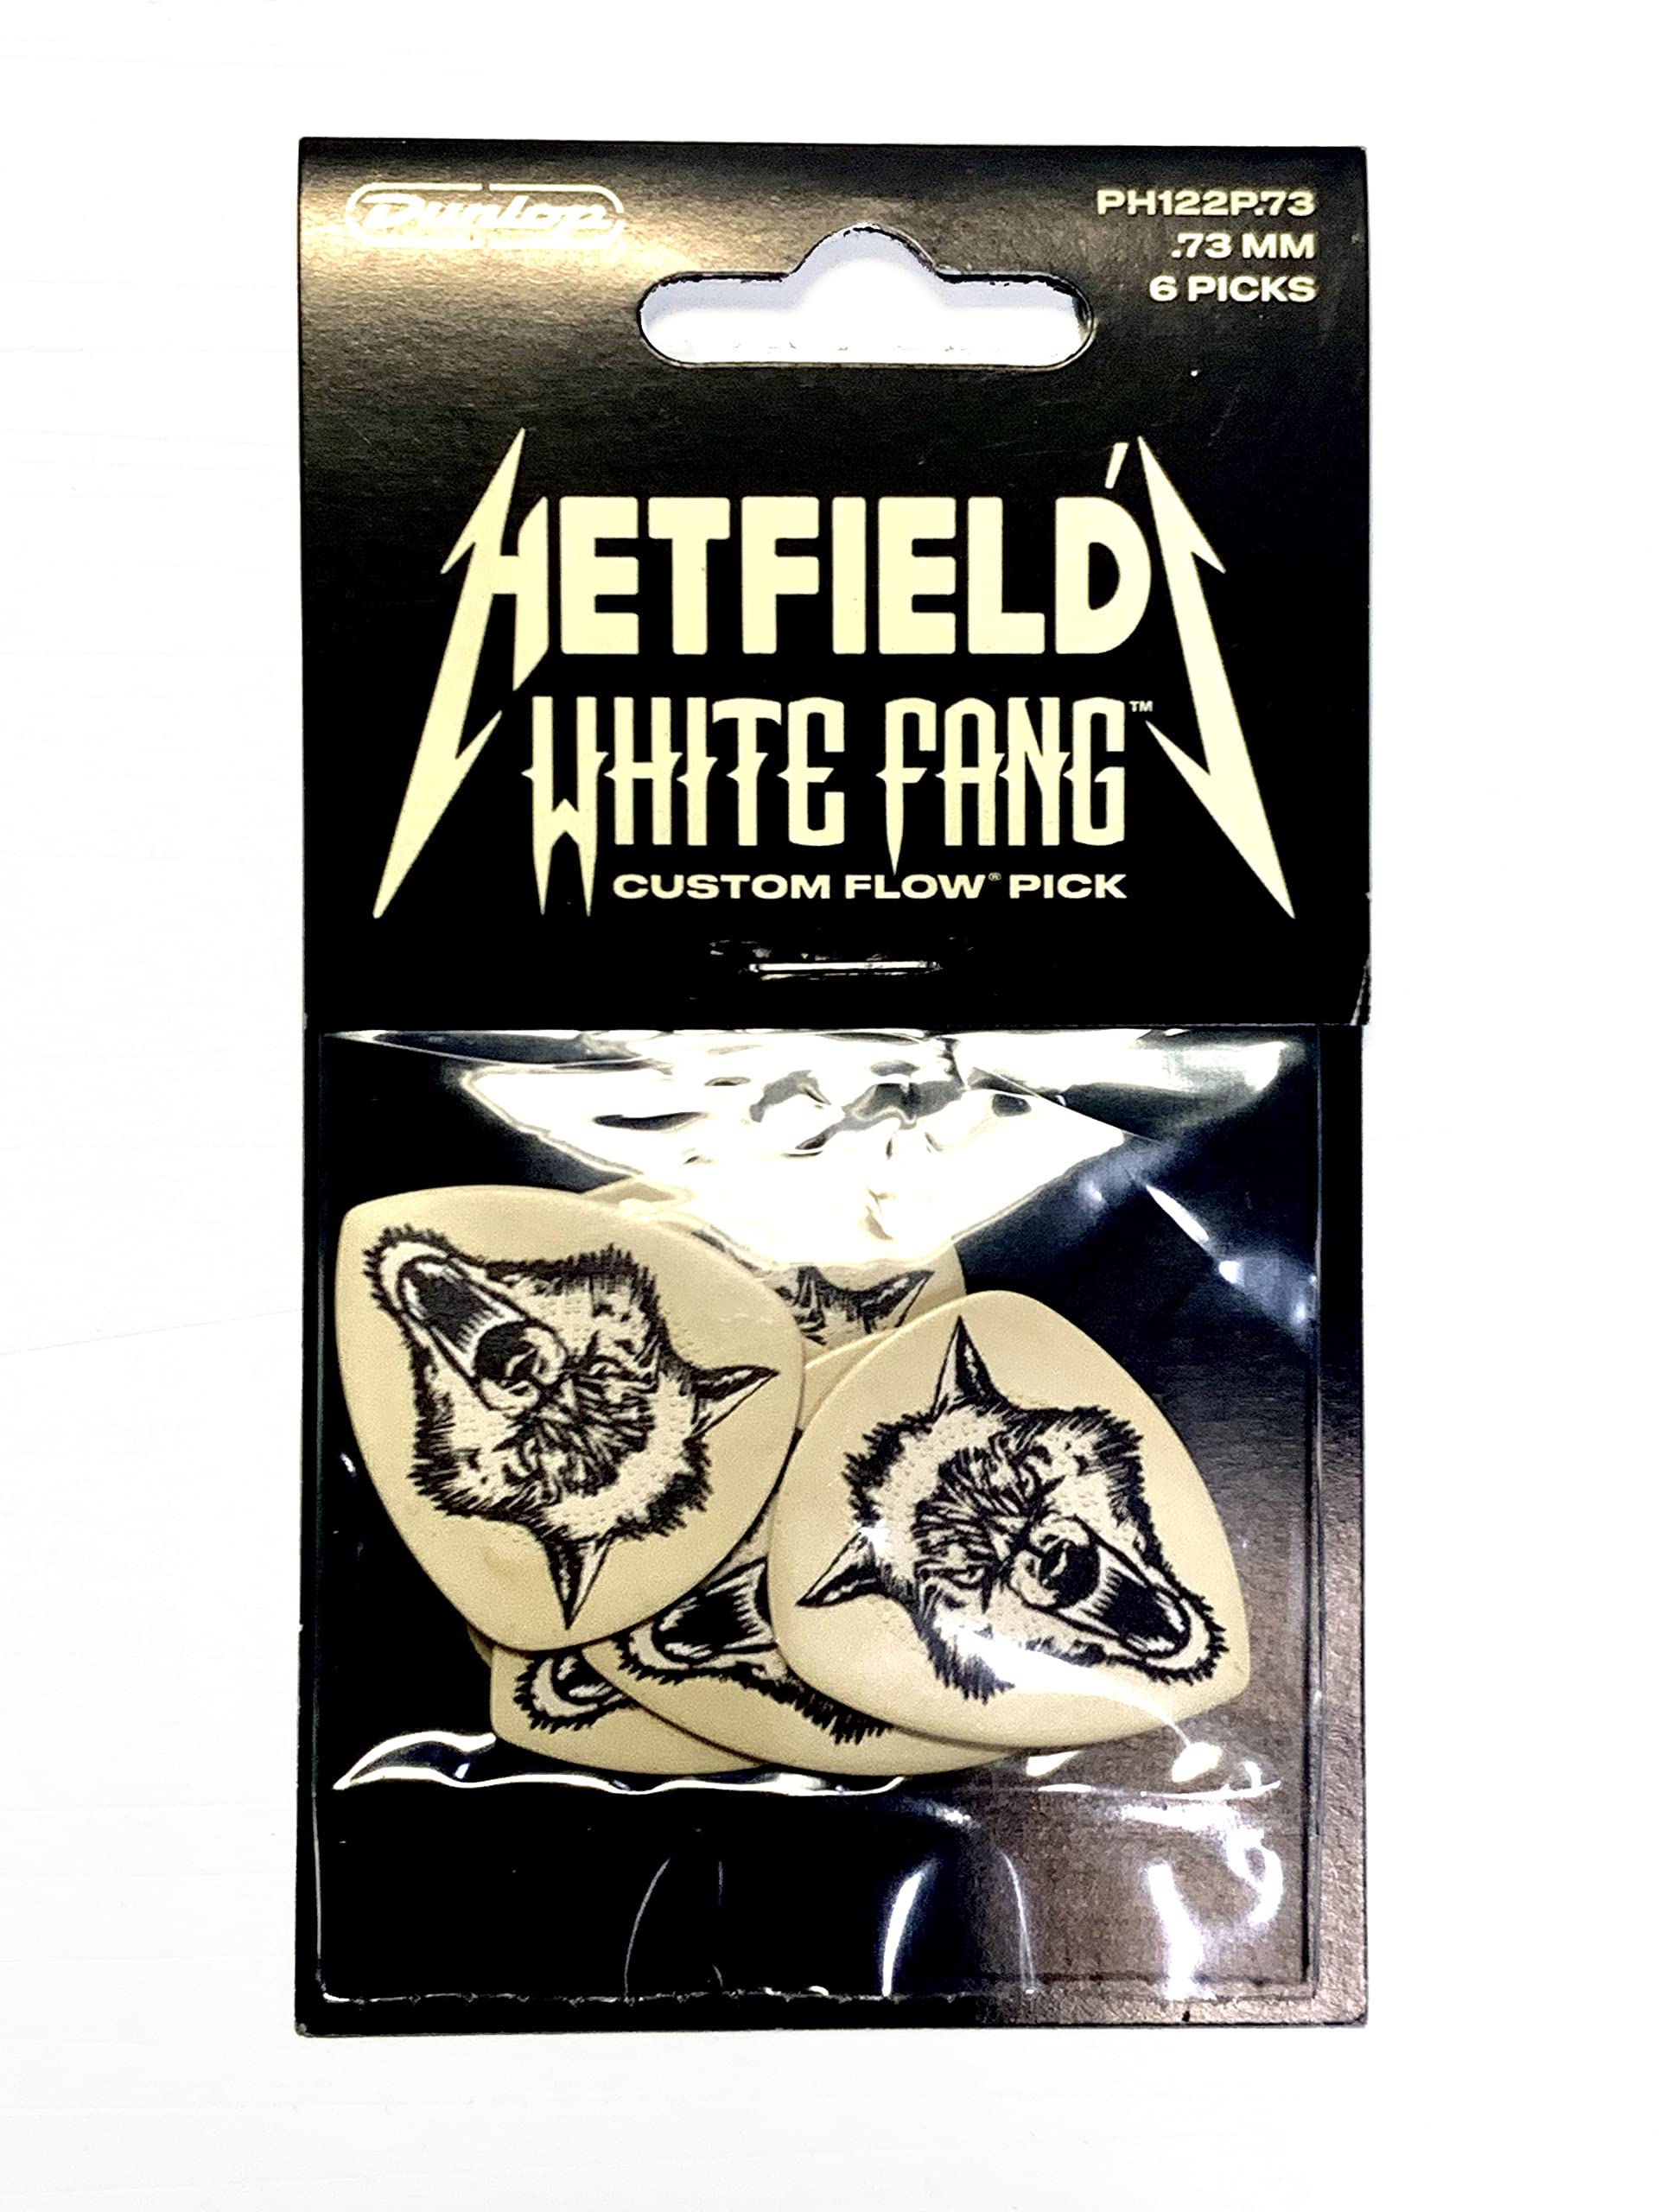 Dunlop
PH122P.73
.73 MM
6 PICKS
HETFIELD'S
WHITE FANG™
CUSTOM FLOW® PICK